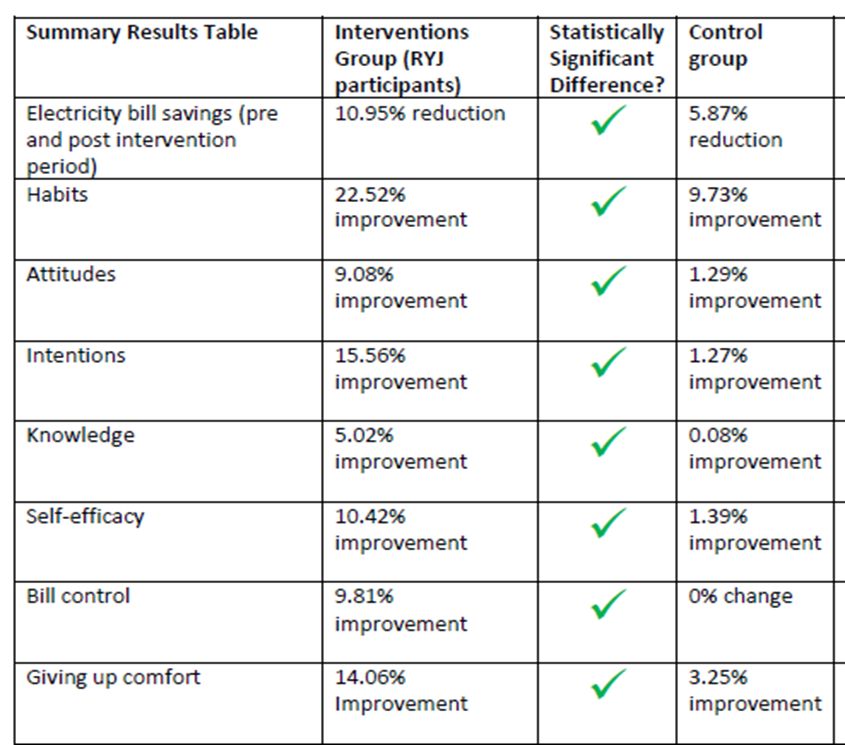 Summary Results Table
Interventions
Group (RYJ
participants)
Statistically
Significant
Difference?
Control
group
Electricity bill savings (pre
and post intervention
period)
10.95% reduction
✓
5.87%
reduction
Habits
22.52%
improvement
✓
9.73%
improvement
Attitudes
9.08%
improvement
✓
1.29%
improvement
Intentions
15.56%
improvement
✓
1.27%
improvement
Knowledge
5.02%
improvement
✓
0.08%
improvement
Self-efficacy
10.42%
improvement
✓
1.39%
improvement
Bill control
9.81%
improvement
✓
0% change
Giving up comfort
14.06%
Improvement
✓
3.25%
improvement